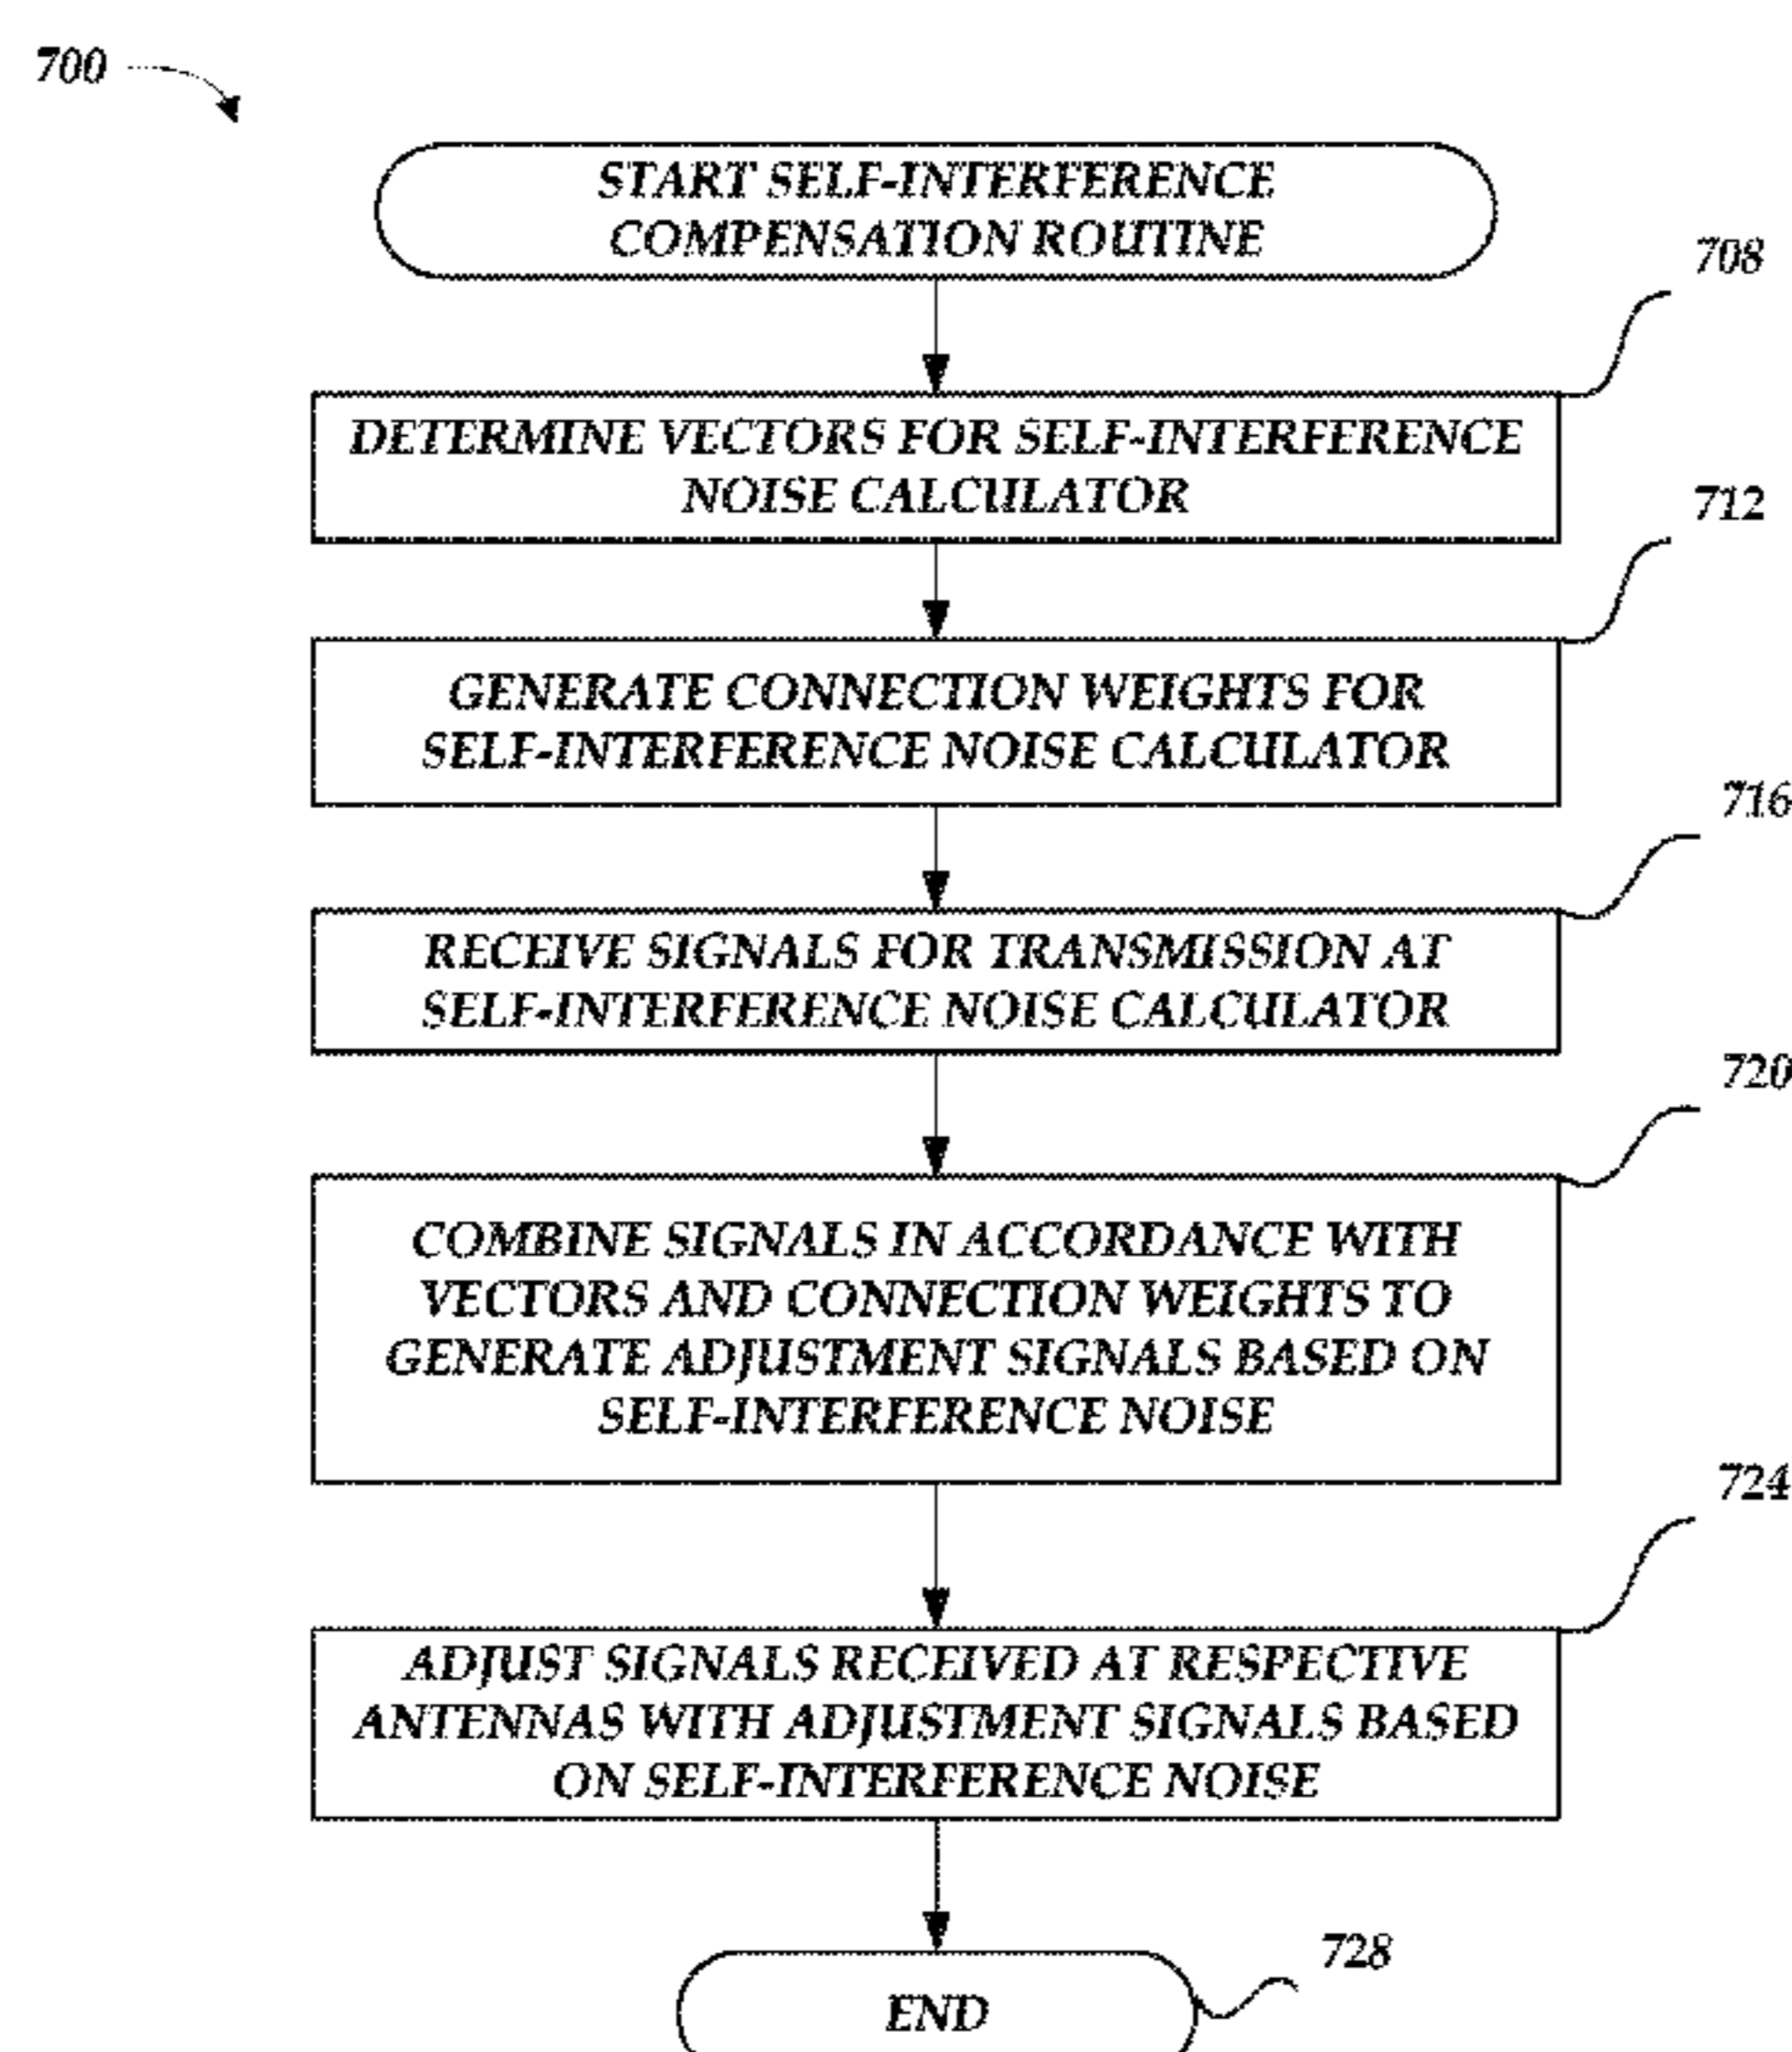 700
START SELF-INTERFERENCE
COMPENSATION ROUTINE
708
DETERMINE VECTORS FOR SELF-INTERFERENCE
NOISE CALCULATOR
712
GENERATE CONNECTION WEIGHTS FOR
SELF-INTERFERENCE NOISE CALCULATOR
716
RECEIVE SIGNALS FOR TRANSMISSION AT
SELF-INTERFERENCE NOISE CALCULATOR
720
COMBINE SIGNALS IN ACCORDANCE WITH
VECTORS AND CONNECTION WEIGHTS TO
GENERATE ADJUSTMENT SIGNALS BASED ON
SELF-INTERFERENCE NOISE
724
ADJUST SIGNALS RECEIVED AT RESPECTIVE
ANTENNAS WITH ADJUSTMENT SIGNALS BASED
ON SELF-INTERFERENCE NOISE
728
END